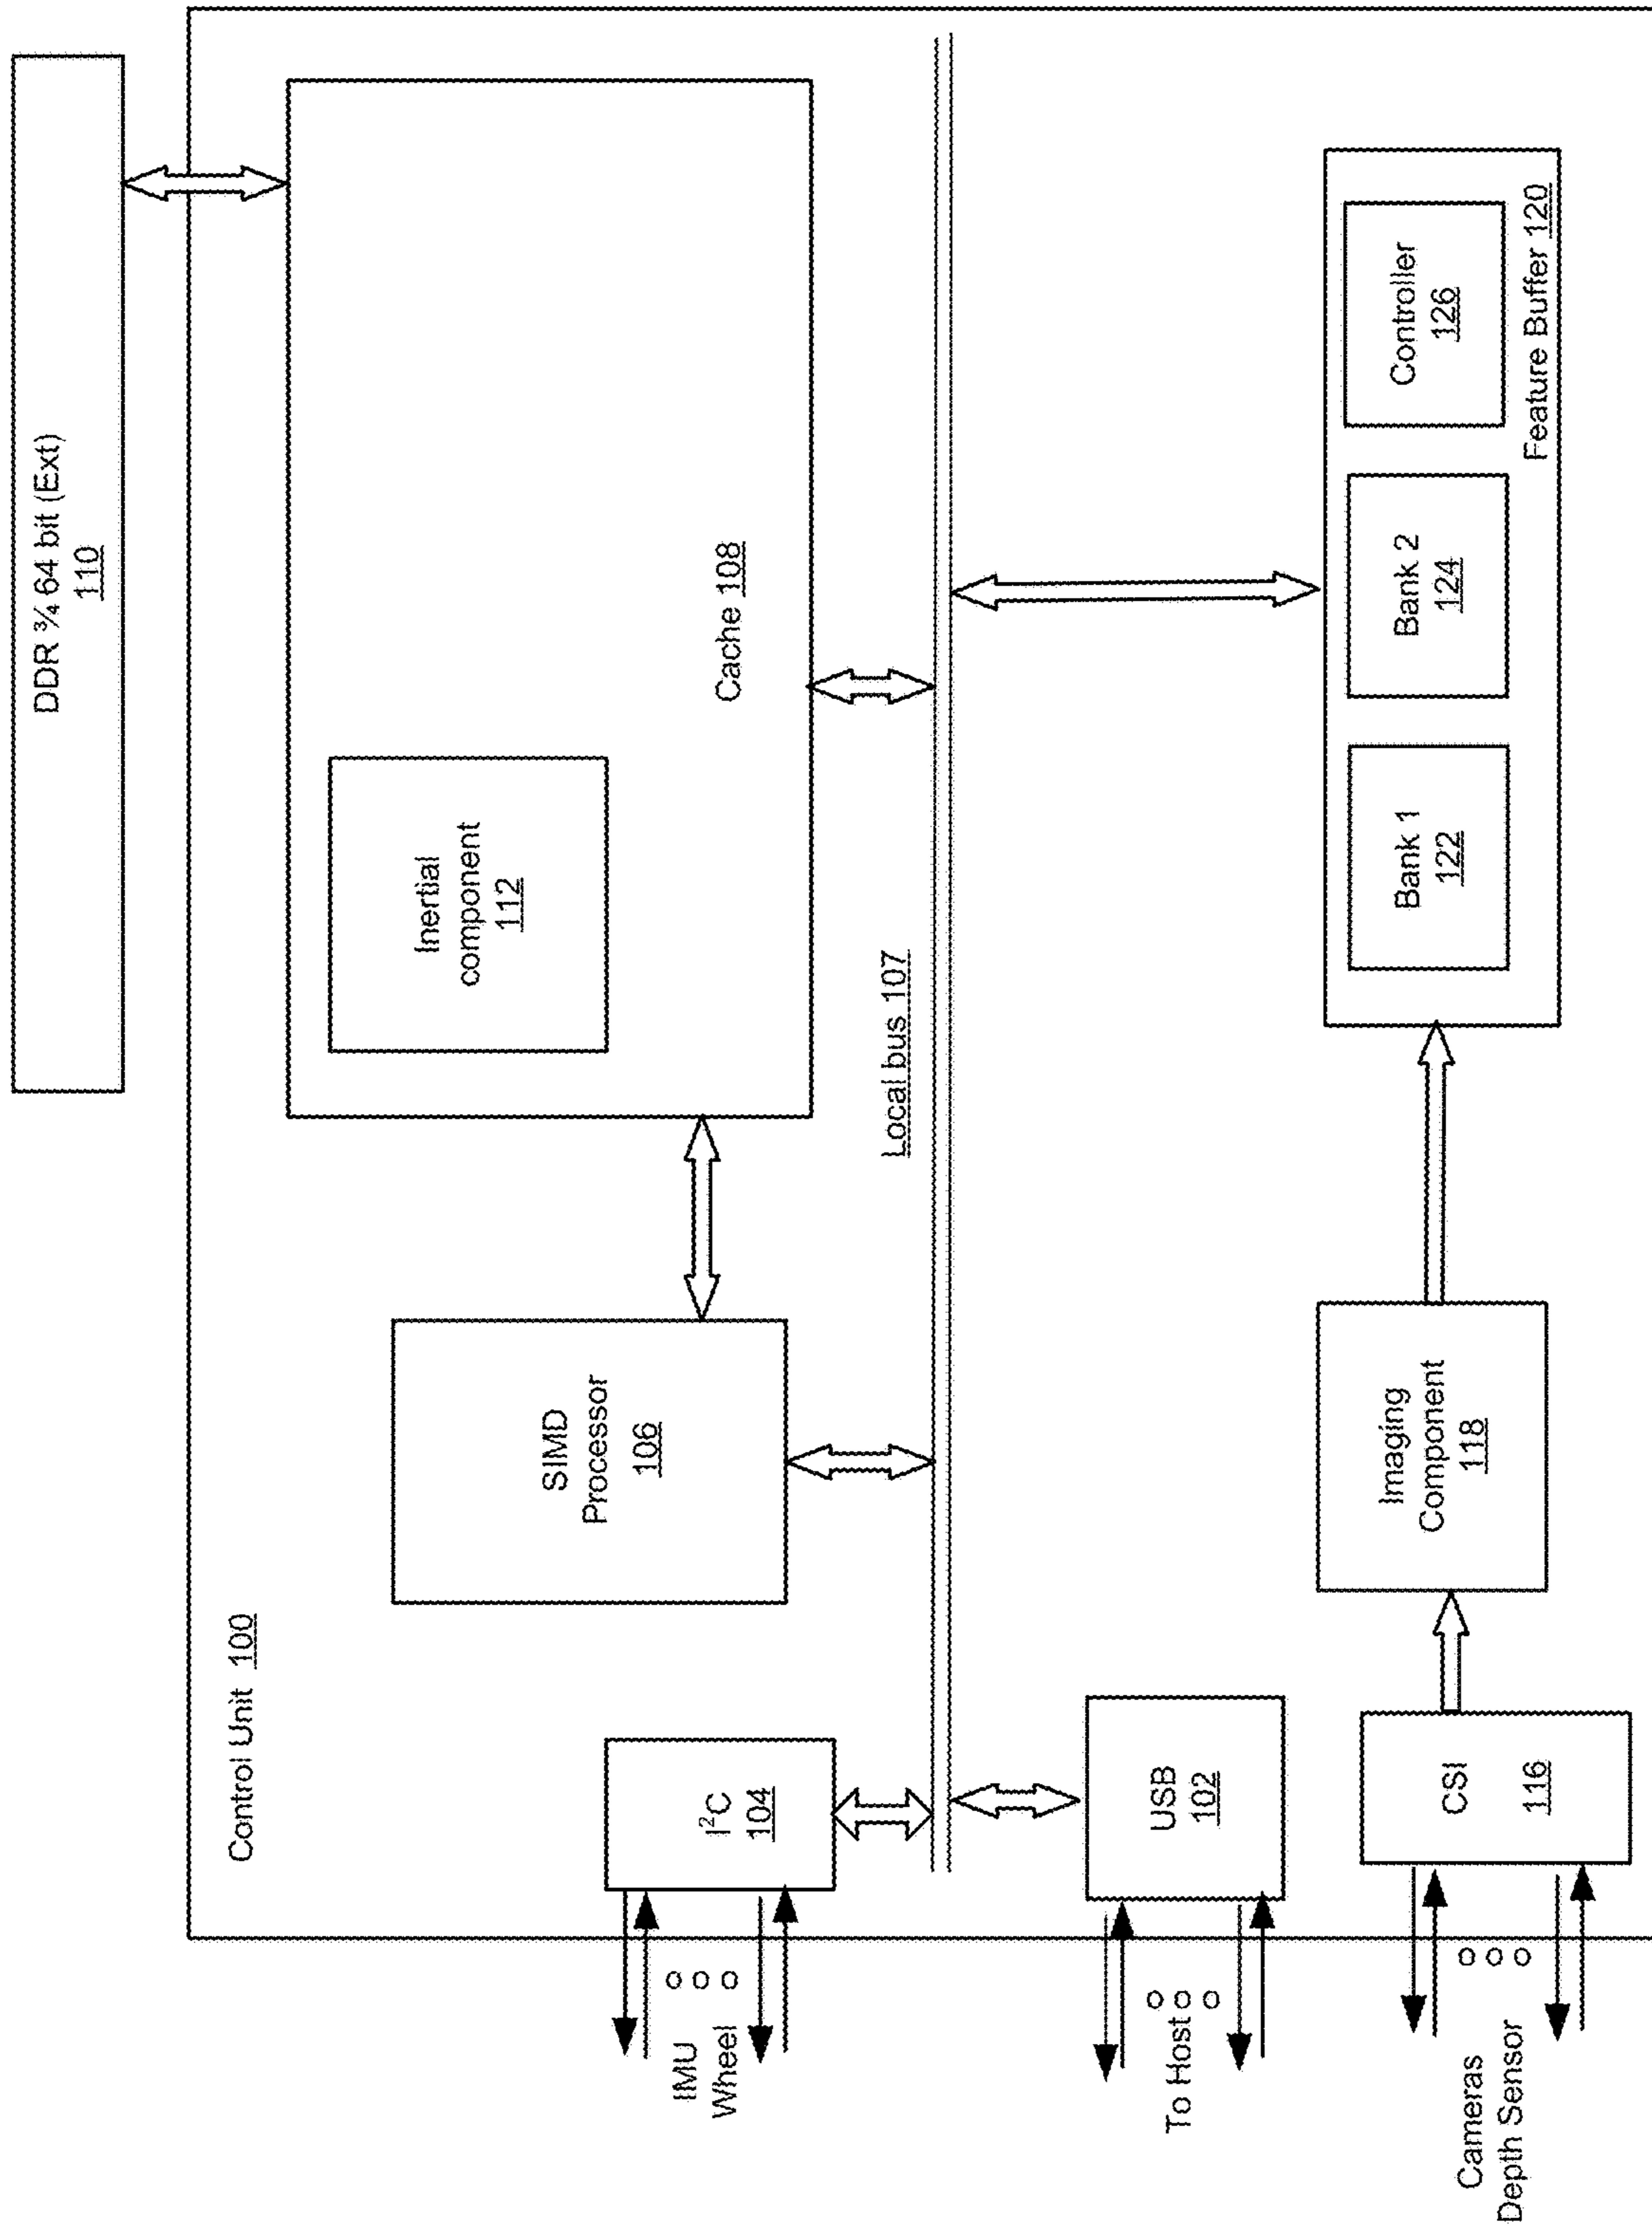 DDR ¾ 64 bit (Ext)
110
Control Unit 100
Inertial
component
112
Cache 108
SIMD
Processor
106
I²C
104
IMU
Wheel
Local bus 107
USB
102
To Host
CSI
116
Cameras
Depth Sensor
Imaging
Component
118
Bank 1
122
Bank 2
124
Controller
126
Feature Buffer 120